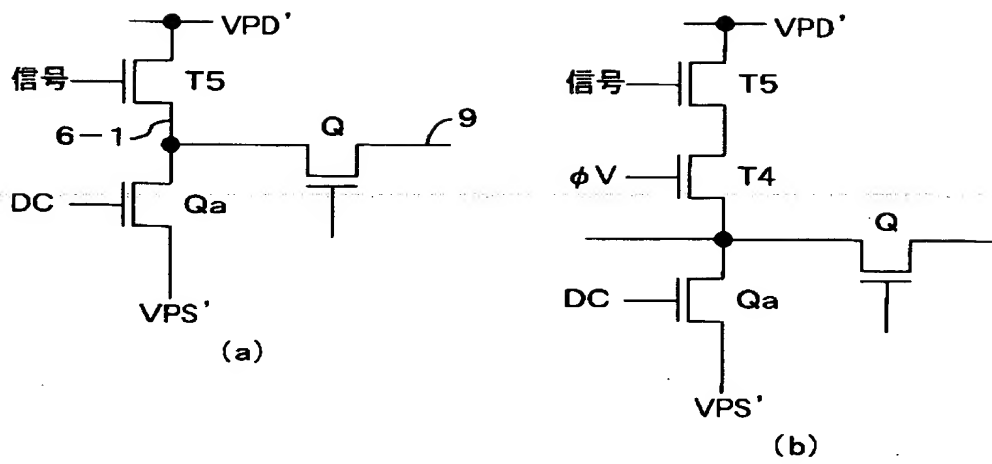 VPD'
信号
T5
6-1
Q
9
DC
Qa
VPS'
(a)
VPD'
信号
T5
φV
T4
Q
DC
Qa
VPS'
(b)